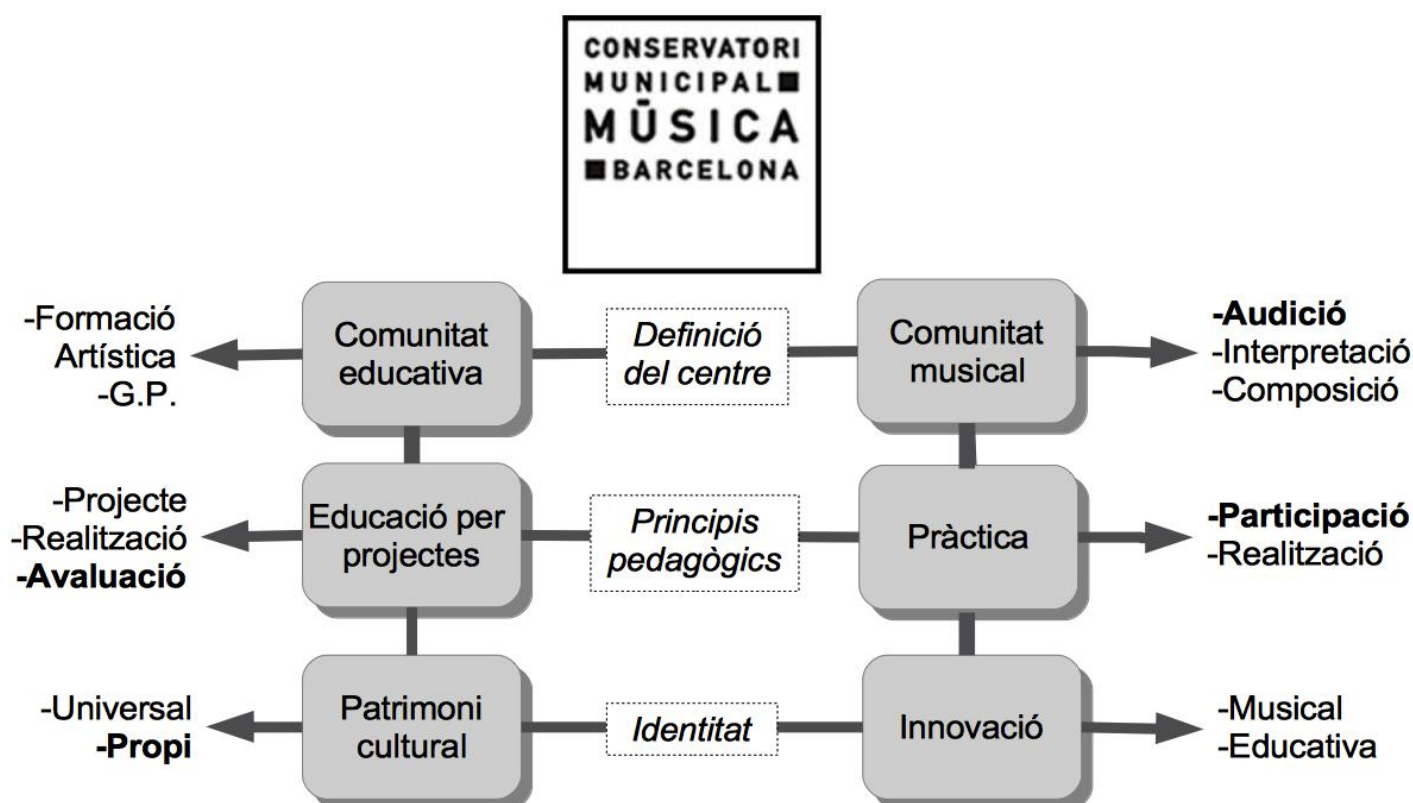 CONSERVATORI
MUNICIPAL
MŪSICA
BARCELONA
-Formació
Artística
-G.P.
Comunitat
educativa
Definició
del centre
Comunitat
musical
-Audició
-Interpretació
-Composició
-Projecte
-Realització
-Avaluació
Educació per
projectes
Principis
pedagògics
Pràctica
-Participació
-Realització
-Universal
-Propi
Patrimoni
cultural
Identitat
Innovació
-Musical
-Educativa